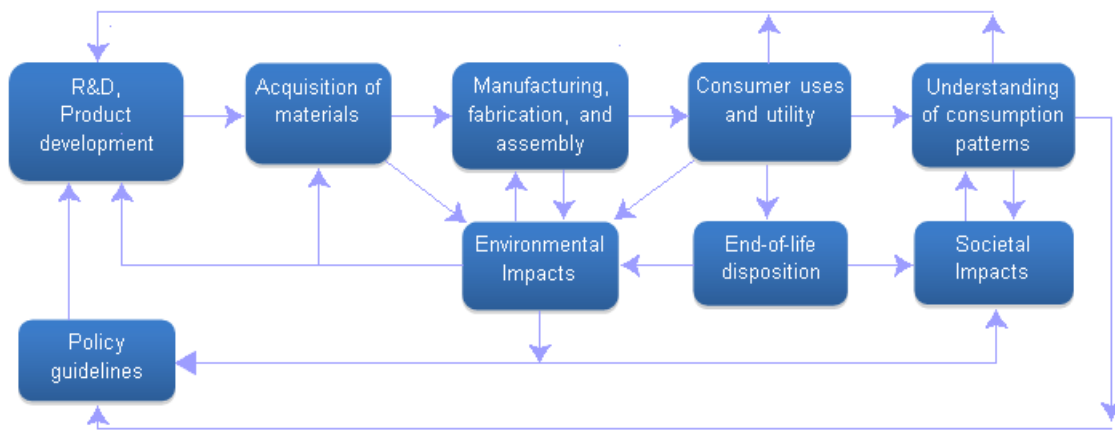 R&D,
Product
development
Acquisition of
materials
Manufacturing,
fabrication, and
assembly
Consumer uses
and utility
Understanding
of consumption
patterns
Environmental
Impacts
End-of-life
disposition
Societal
Impacts
Policy
guidelines